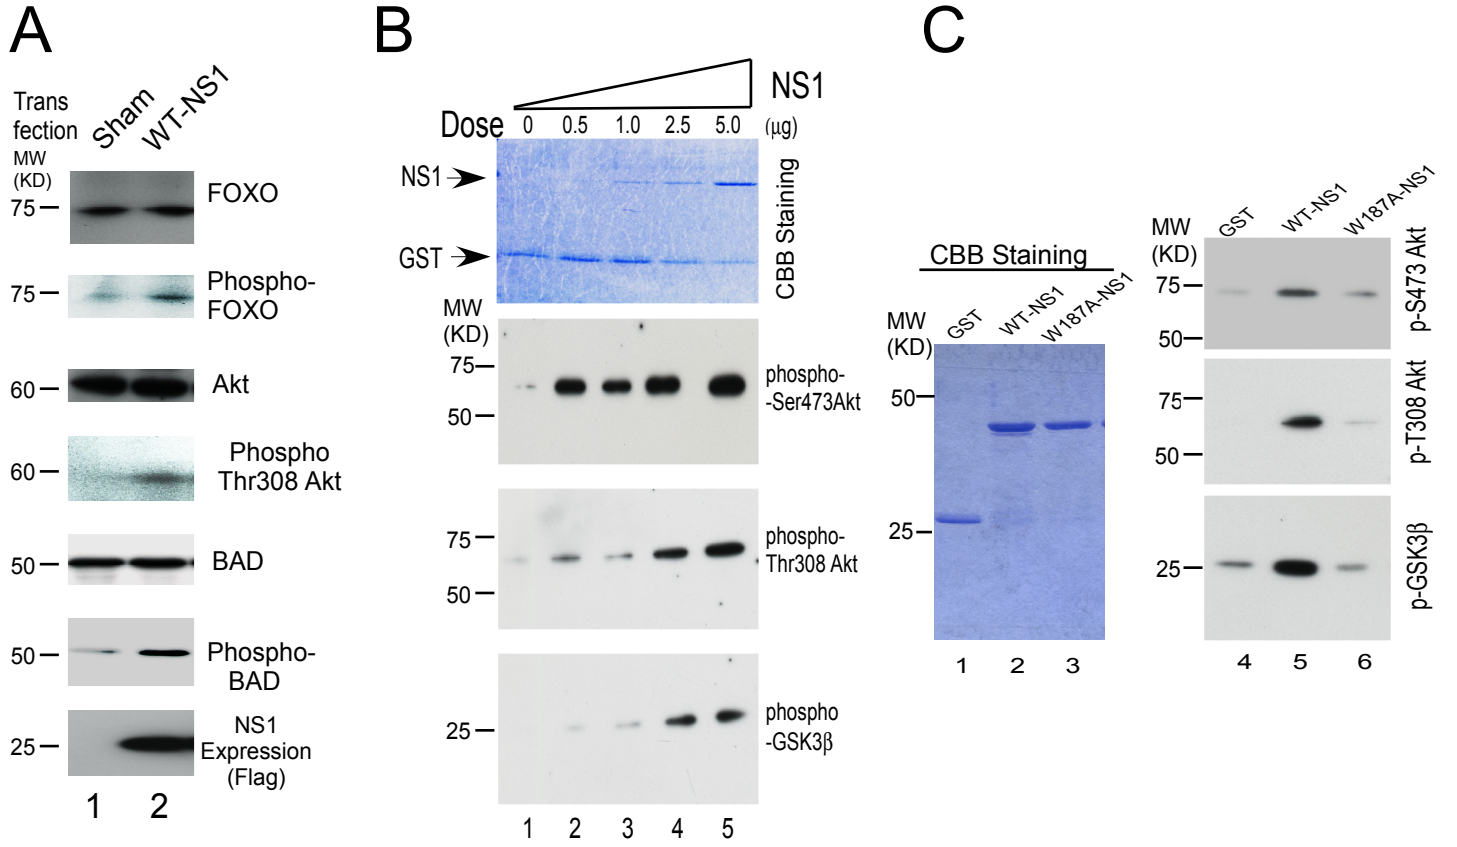 A
Trans
fection
Sham
WT-NS1
MW
(KD)
75
FOXO
75
Phospho-
FOXO
60
Akt
60
Phospho
Thr308 Akt
50
BAD
50
Phospho-
BAD
25
NS1
Expression
(Flag)
1 2
B
NS1
Dose 0 0.5 1.0 2.5 5.0 (μg)
NS1
GST
CBB Staining
MW
(KD)
75
50
phospho-
-Ser473Akt
75
50
phospho-
Thr308 Akt
25
phospho
-GSK3β
1 2 3 4 5
C
CBB Staining
MW
(KD)
GST
WT-NS1
W187A-NS1
50
25
1 2 3
MW
(KD)
GST
WT-NS1
W187A-NS1
75
50
p-S473 Akt
75
50
p-T308 Akt
25
p-GSK3β
4 5 6